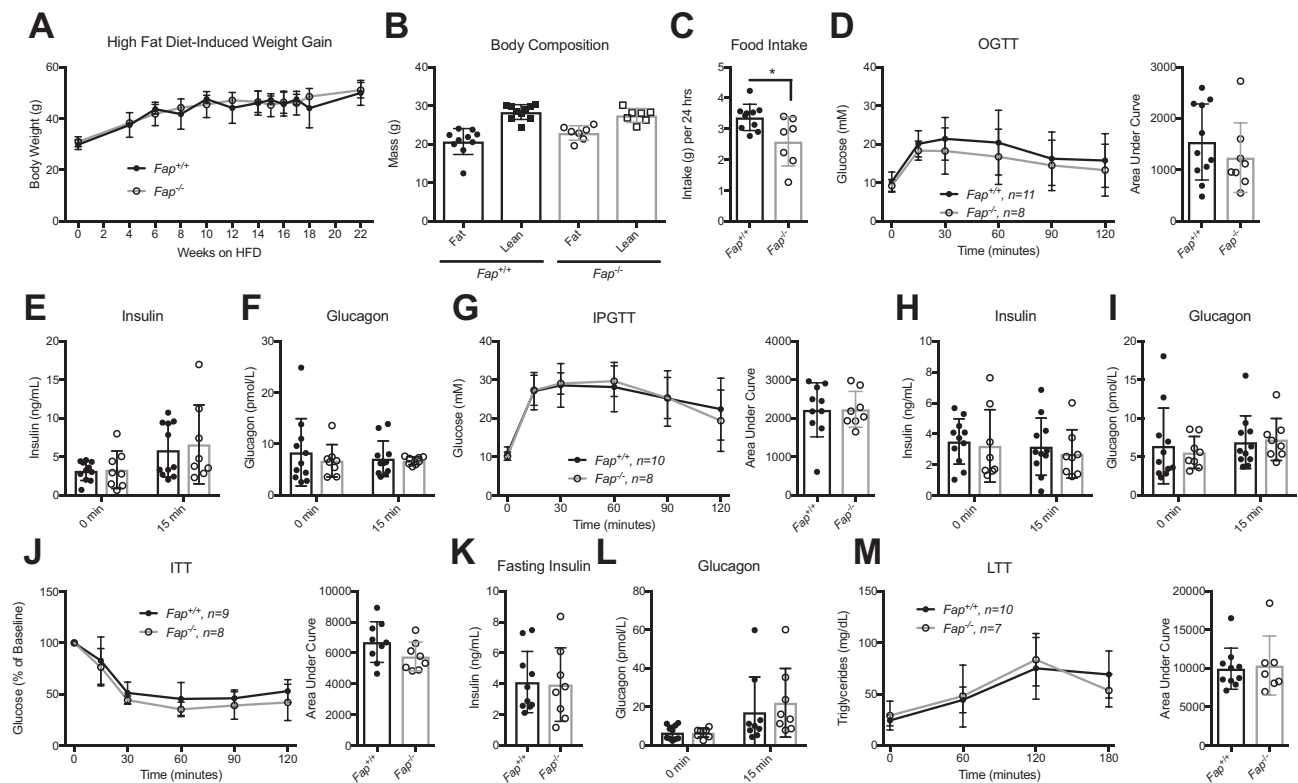 A
High Fat Diet-Induced Weight Gain
Body Weight (g)
80
60
40
20
0
Fap+/+
Fap-/-
0 2 4 6 8 10 12 14 16 18 20 22
Weeks on HFD
B
Body Composition
Mass (g)
40
30
20
10
0
Fat Lean Fat Lean
Fap+/+ Fap-/-
C
Food Intake
Intake (g) per 24 hrs
5
4
3
2
1
0
*
Fap+/+ Fap-/-
D
OGTT
Glucose (mM)
40
30
20
10
0
Fap+/+, n=11
Fap-/-, n=8
0 30 60 90 120
Time (minutes)
Area Under Curve
3000
2000
1000
0
Fap+/+ Fap-/-
E
Insulin
Insulin (ng/mL)
20
15
10
5
0
0 min 15 min
F
Glucagon
Glucagon (pmol/L)
30
20
10
0
0 min 15 min
G
IPGTT
Glucose (mM)
40
30
20
10
0
Fap+/+, n=10
Fap-/-, n=8
0 30 60 90 120
Time (minutes)
Area Under Curve
4000
3000
2000
1000
0
Fap+/+ Fap-/-
H
Insulin
Insulin (ng/mL)
10
8
6
4
2
0
0 min 15 min
I
Glucagon
Glucagon (pmol/L)
20
15
10
5
0
0 min 15 min
J
ITT
Glucose (% of Baseline)
150
100
50
0
Fap+/+, n=9
Fap-/-, n=8
0 30 60 90 120
Time (minutes)
Area Under Curve
10000
8000
6000
4000
2000
0
Fap+/+ Fap-/-
K
Fasting Insulin
Insulin (ng/mL)
10
8
6
4
2
0
Fap+/+ Fap-/-
L
Glucagon
Glucagon (pmol/L)
80
60
40
20
0
0 min 15 min
M
LTT
Triglycerides (mg/dL)
150
100
50
0
Fap+/+, n=10
Fap-/-, n=7
0 60 120 180
Time (minutes)
Area Under Curve
20000
15000
10000
5000
0
Fap+/+ Fap-/-